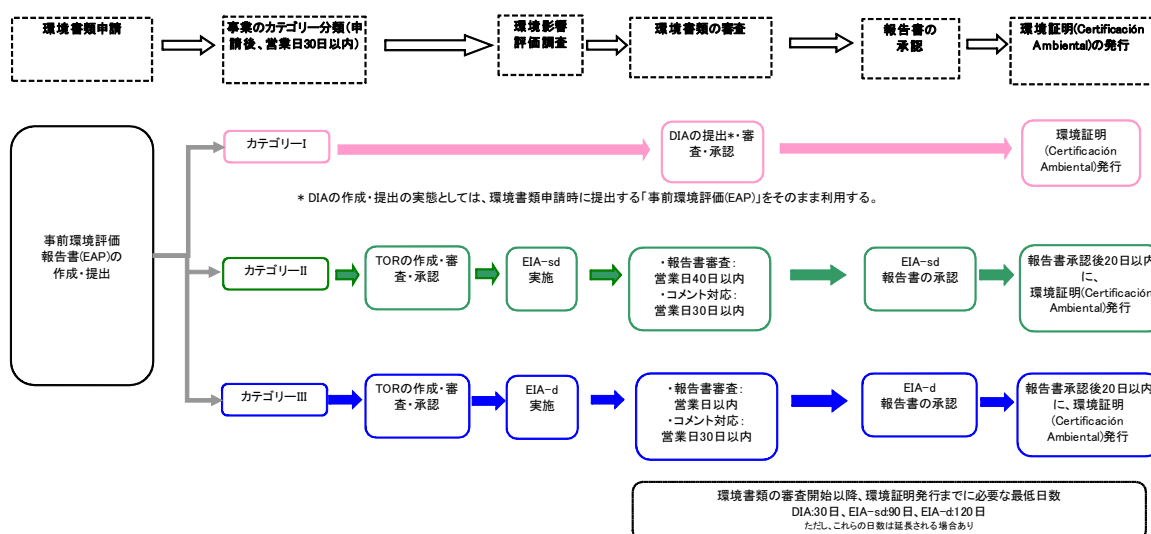 環境書類申請
事業のカテゴリー分類(申
請後、営業日30日以内)
環境影響
評価調査
環境書類の審査
報告書の
承認
環境証明(Certificación
Ambiental)の発行
カテゴリーI
DIAの提出*・審
査・承認
環境証明
(Certificación
Ambiental)発行
* DIAの作成・提出の実態としては、環境書類申請時に提出する「事前環境評価(EAP)」をそのまま利用する。
事前環境評価
報告書(EAP)の
作成・提出
カテゴリーII
TORの作成・審
査・承認
EIA-sd
実施
・報告書審査:
営業日40日以内
・コメント対応:
営業日30日以内
EIA-sd
報告書の承認
報告書承認後20日以内
に、
環境証明(Certificación
Ambiental)発行
カテゴリーIII
TORの作成・審
査・承認
EIA-d
実施
・報告書審査:
営業日以内
・コメント対応:
営業日30日以内
EIA-d
報告書の承認
報告書承認後20日以内
に、環境証明
(Certificación
Ambiental)発行
環境書類の審査開始以降、環境証明発行までに必要な最低日数
DIA:30日、EIA-sd:90日、EIA-d:120日
ただし、これらの日数は延長される場合あり